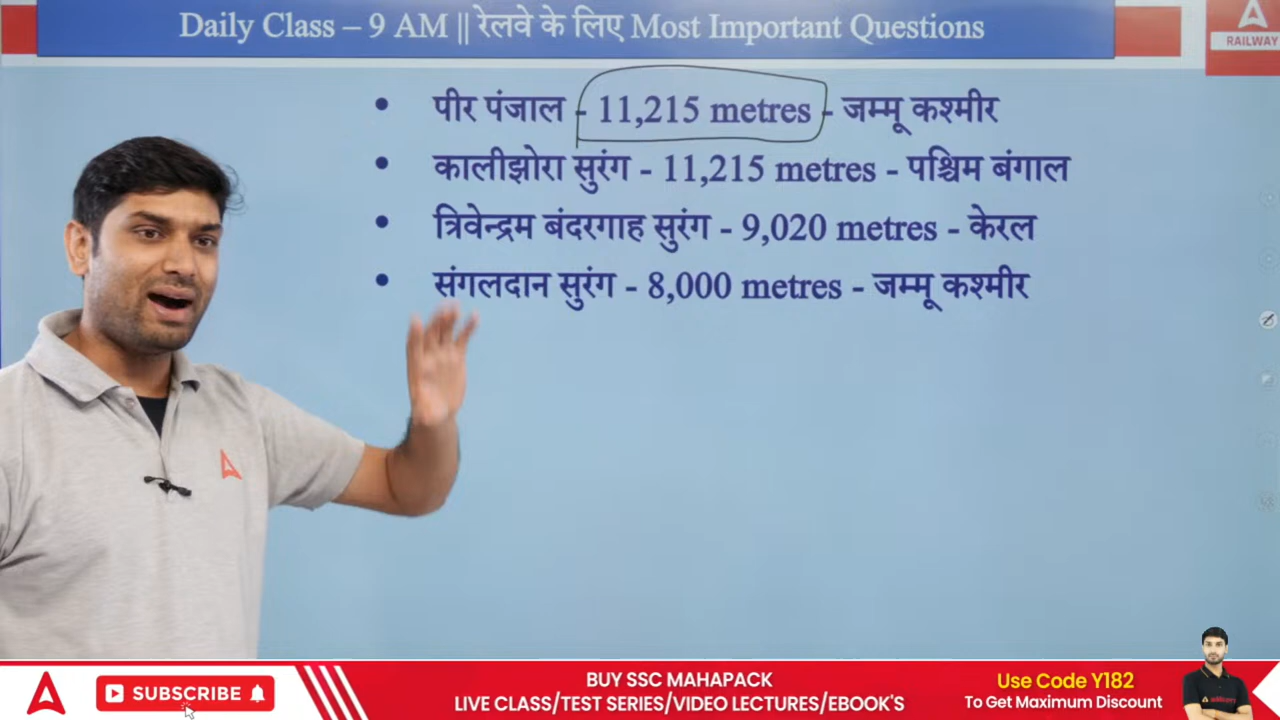 Daily Class – 9 AM || रेलवे के लिए Most Important Questions
RAILWAY
• पीर पंजाल - 11,215 metres - जम्मू कश्मीर
• कालीझोरा सुरंग - 11,215 metres - पश्चिम बंगाल
• त्रिवेन्द्रम बंदरगाह सुरंग - 9,020 metres - केरल
• संगलदान सुरंग - 8,000 metres - जम्मू कश्मीर
SUBSCRIBE
BUY SSC MAHAPACK
LIVE CLASS/TEST SERIES/VIDEO LECTURES/EBOOK'S
Use Code Y182
To Get Maximum Discount